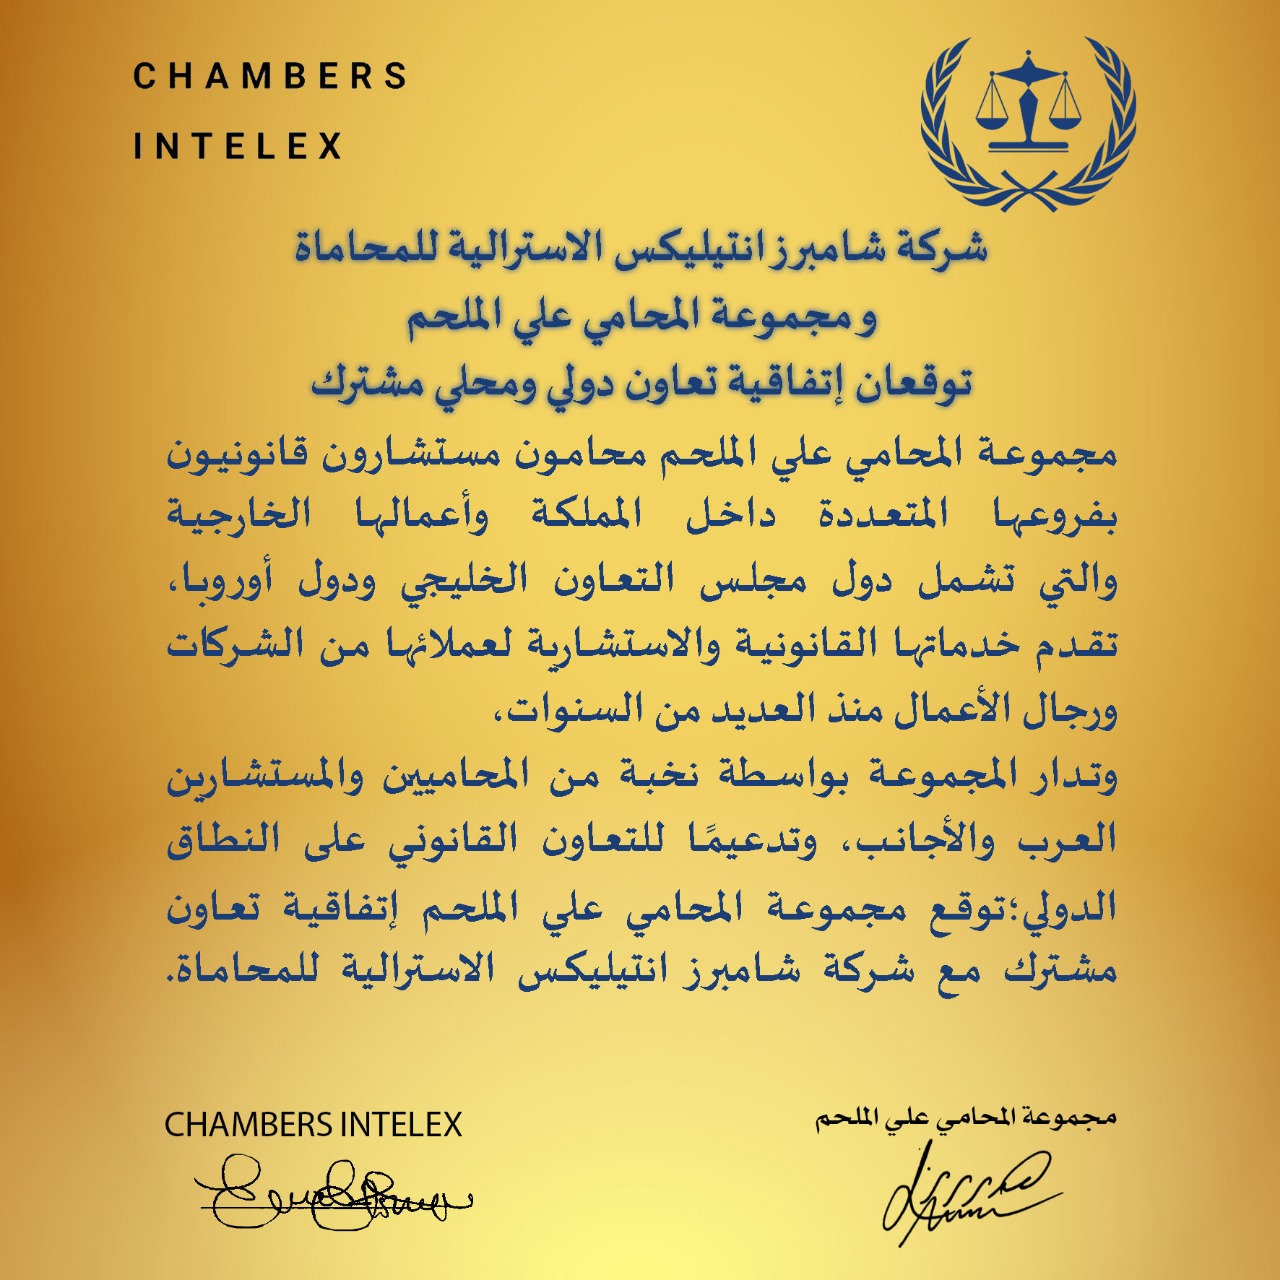 CHAMBERS
INTELEX
شركة شامبرز انتيليكس الاسترالية للمحاماة
و مجموعة المحامي علي الملحم
توقعان إتفاقية تعاون دولي ومحلي مشترك
مجموعة المحامي علي الملحم محامون مستشارون قانونيون
بفروعها المتعددة داخل المملكة وأعمالها الخارجية
والتي تشمل دول مجلس التعاون الخليجي ودول أوروبا،
تقدم خدماتها القانونية والاستشارية لعملائها من الشركات
ورجال الأعمال منذ العديد من السنوات،
وتدار المجموعة بواسطة نخبة من المحاميين والمستشارين
العرب والأجانب، وتدعيمًا للتعاون القانوني على النطاق
الدولي؛توقع مجموعة المحامي علي الملحم إتفاقية تعاون
مشترك مع شركة شامبرز انتيليكس الاسترالية للمحاماة.
مجموعة المحامي علي الملحم
CHAMBERS INTELEX